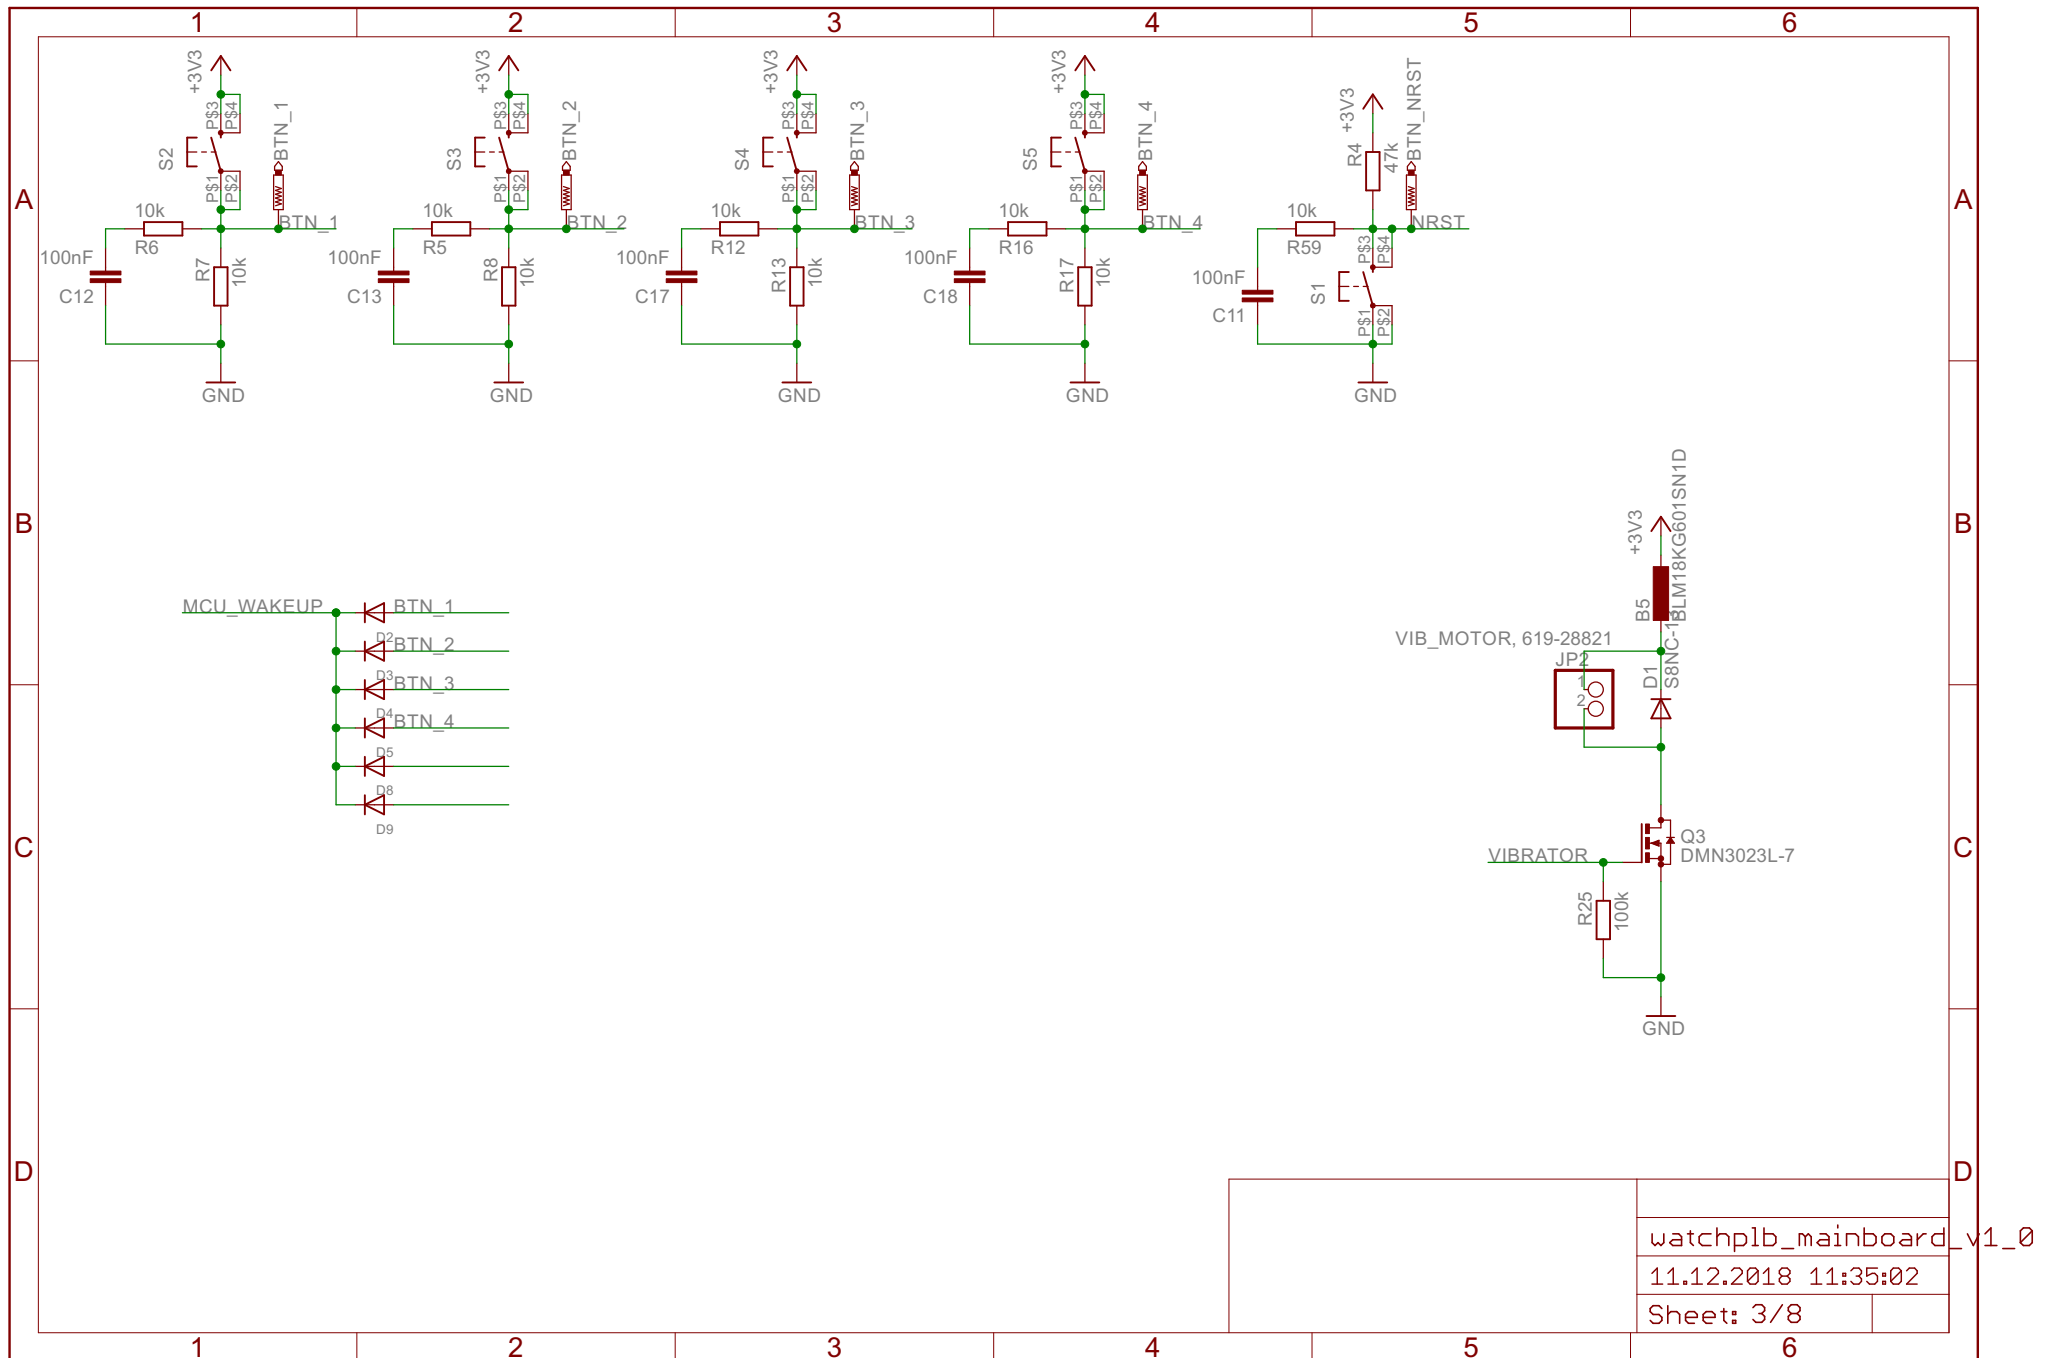 1 2 3 4 5 6
A A
B B
C C
D D
1 2 3 4 5 6
+3V3
P$3
P$4
S2
P$1
P$2
BTN_1
BTN_1
10k
R6
100nF
C12
R7
10k
GND
+3V3
P$3
P$4
S3
P$1
P$2
BTN_2
BTN_2
10k
R5
100nF
C13
R8
10k
GND
+3V3
P$3
P$4
S4
P$1
P$2
BTN_3
BTN_3
10k
R12
100nF
C17
R13
10k
GND
+3V3
P$3
P$4
S5
P$1
P$2
BTN_4
BTN_4
10k
R16
100nF
C18
R17
10k
GND
+3V3
R4
47k
BTN_NRST
NRST
10k
R59
100nF
C11
P$3
P$4
S1
P$1
P$2
GND
MCU_WAKEUP
BTN_1
D2
BTN_2
D3
BTN_3
D4
BTN_4
D5
D8
D9
+3V3
B5
BLM18KG601SN1D
VIB_MOTOR, 619-28821
JP2
1
2
D1
VIBRATOR
Q3
DMN3023L-7
R25
100k
GND
watchplb_mainboard_v1_0
11.12.2018 11:35:02
Sheet: 3/8